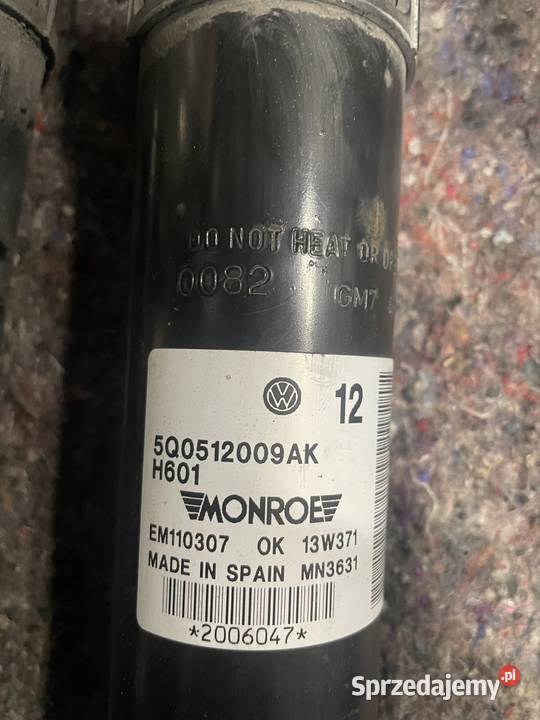 DO NOT HEAT OR
0082 GM7
VW 12
5Q0512009AK
H601
MONROE
EM110307 OK 13W371
MADE IN SPAIN MN3631
*2006047*
Sprzedajemy.pl